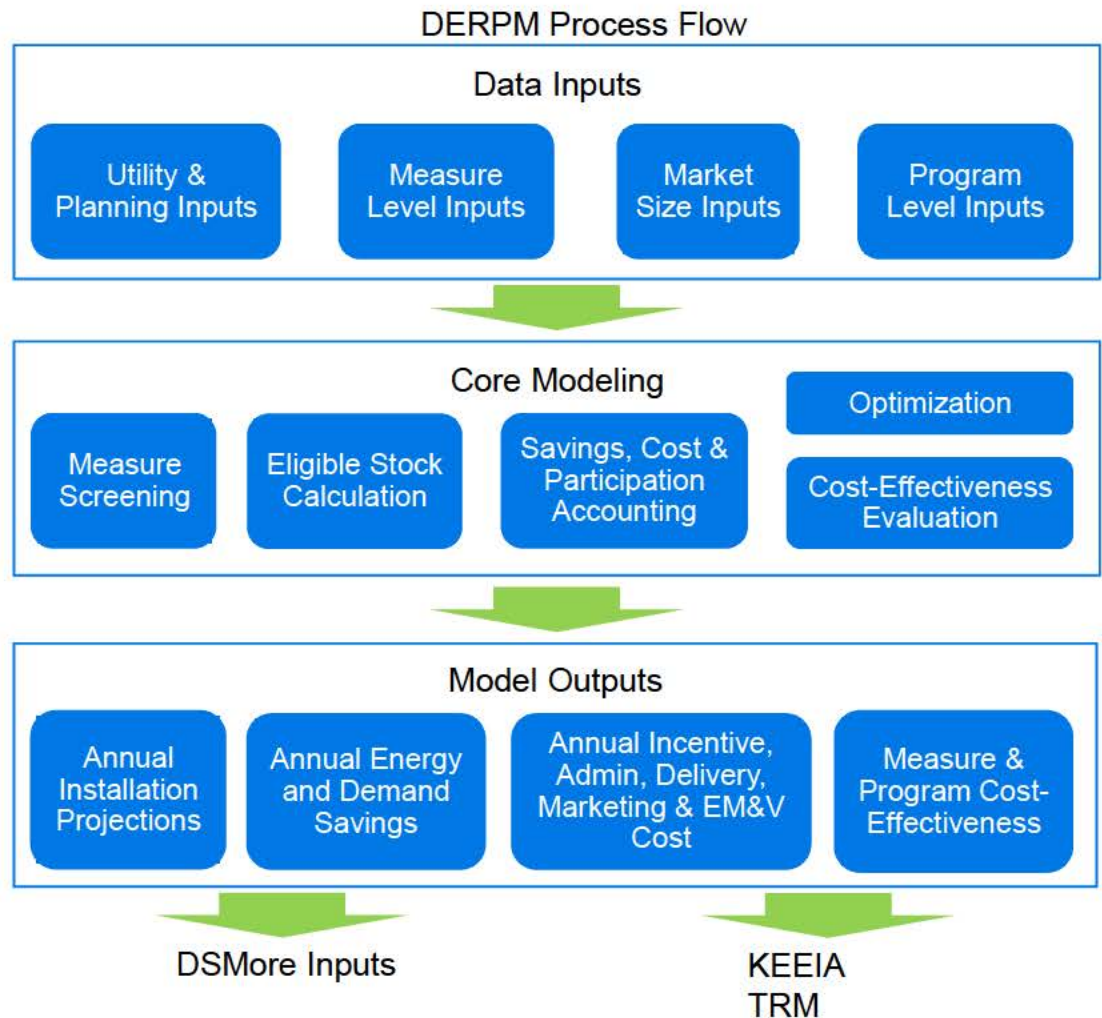 DERPM Process Flow
Data Inputs
Utility &
Planning Inputs
Measure
Level Inputs
Market
Size Inputs
Program
Level Inputs
Core Modeling
Measure
Screening
Eligible Stock
Calculation
Savings, Cost &
Participation
Accounting
Optimization
Cost-Effectiveness
Evaluation
Model Outputs
Annual
Installation
Projections
Annual Energy
and Demand
Savings
Annual Incentive,
Admin, Delivery,
Marketing & EM&V
Cost
Measure &
Program Cost-
Effectiveness
DSMore Inputs
KEEIA
TRM